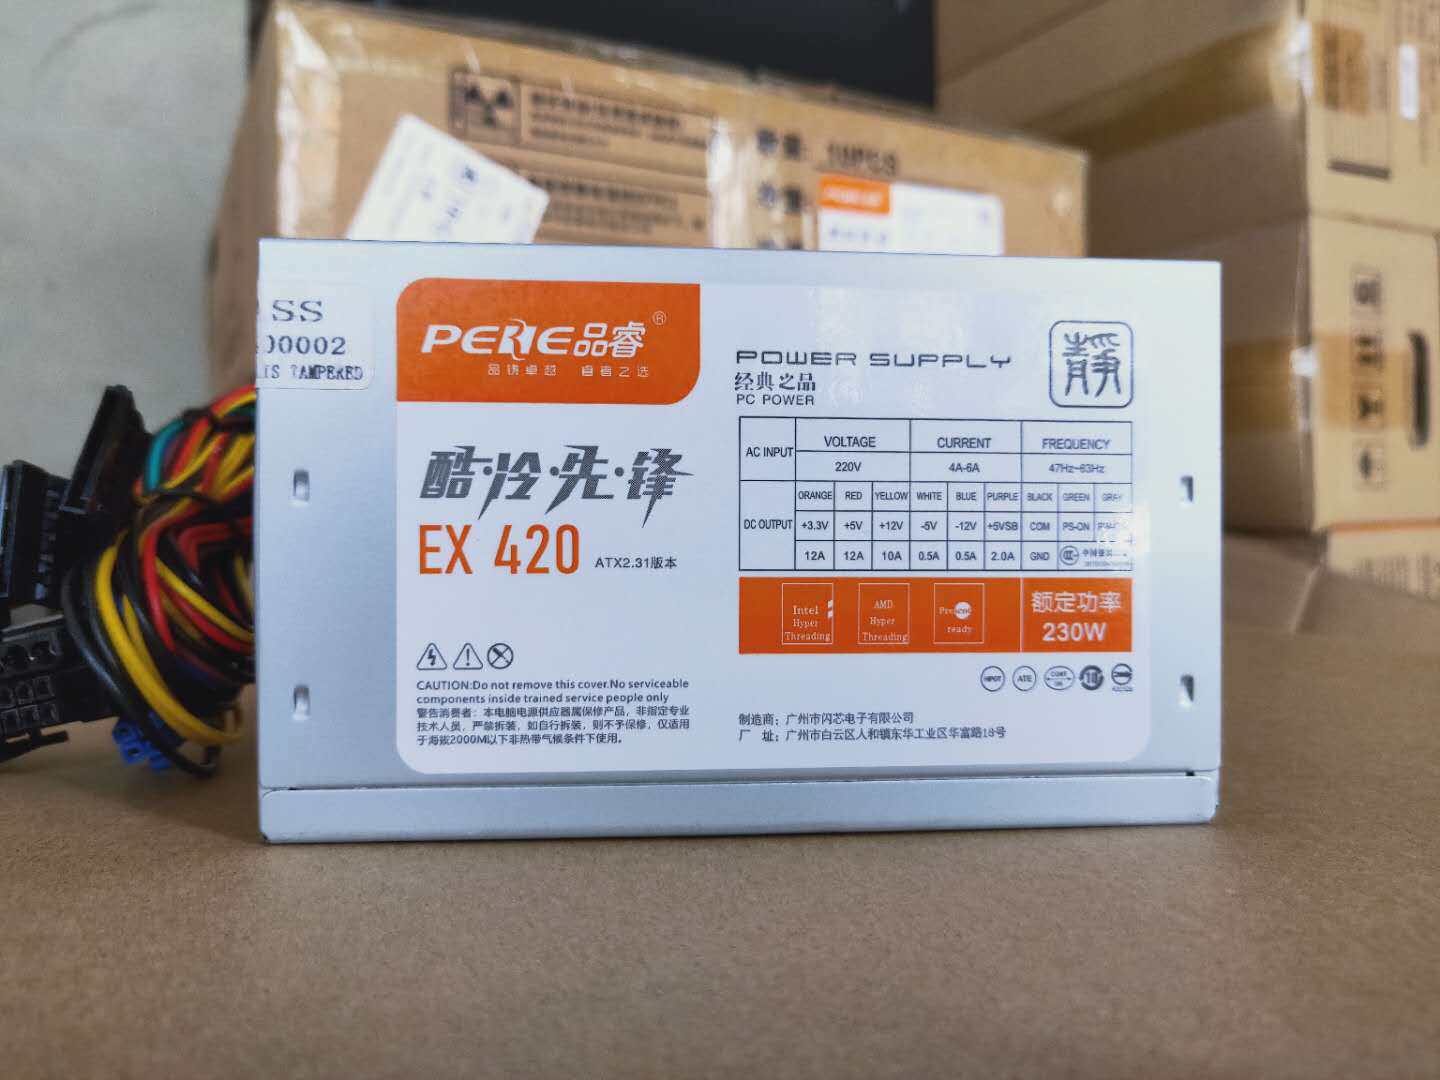 SS
00002
TAMPERED
PERIE品睿®
品锐卓越 睿者之选
POWER SUPPLY
经典之品
PC POWER
靜
AC INPUT VOLTAGE CURRENT FREQUENCY
220V 4A-6A 47Hz~63Hz
DC OUTPUT ORANGE RED YELLOW WHITE BLUE PURPLE BLACK GREEN GRAY
+3.3V +5V +12V -5V -12V +5VSB COM PS-ON
12A 12A 10A 0.5A 0.5A 2.0A GND
酷·冷·先·锋
EX 420 ATX2.31版本
Intel Hyper Threading
AMD Hyper Threading
ready
额定功率
230W
HIPOT ATE 10
CAUTION:Do not remove this cover.No serviceable
components inside trained service people only
警告消费者：本电脑电源供应器属保修产品，非指定专业
技术人员，严禁拆装，如自行拆装，则不予保修，仅适用
于海拔2000M以下非热带气候条件下使用。
制造商：广州市闪芯电子有限公司
厂 址：广州市白云区人和镇东华工业区华富路18号
10PCS